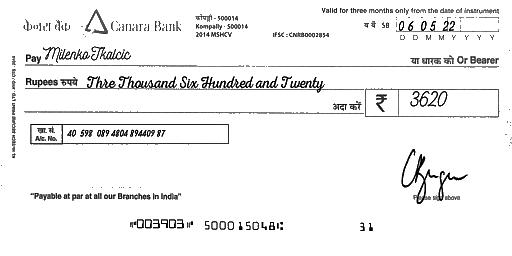 केनरा बैंक Canara Bank
कोंपल्ली - 500014
Kompally - 500014
2014 MSHCV
IFSC : CNRB0002854
Valid for three months only from the date of instrument
06 05 22
D D M M Y Y Y Y
Pay Milenko Tkalcic
या धारक को Or Bearer
Rupees रुपये Thre Thousand Six Hundred and Twenty
अदा करें ₹ 3620
खा. सं.
A/c. No. 40 598 089 4804 894409 87
Please sign above
"Payable at par at all our Branches in India"
⑈003903⑈ 500015048⑆ 31